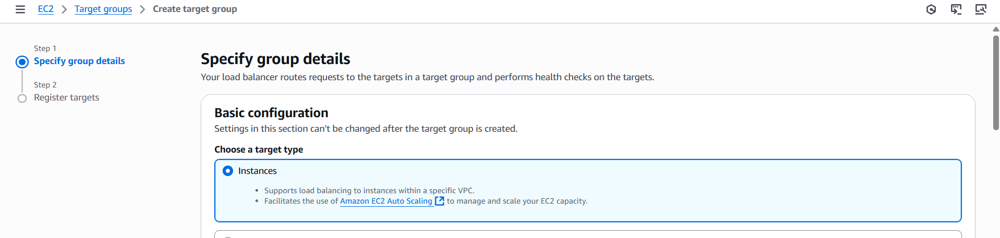 EC2 > Target groups > Create target group
Step 1
Specify group details
Step 2
Register targets
Specify group details
Your load balancer routes requests to the targets in a target group and performs health checks on the targets.
Basic configuration
Settings in this section can't be changed after the target group is created.
Choose a target type
Instances
• Supports load balancing to instances within a specific VPC.
• Facilitates the use of Amazon EC2 Auto Scaling to manage and scale your EC2 capacity.